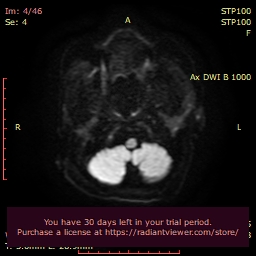 Im: 4/46
Se: 4
A
STP100
STP100
F
Ax DWI B 1000
R
L
You have 30 days left in your trial period.
Purchase a license at https://radiantviewer.com/store/